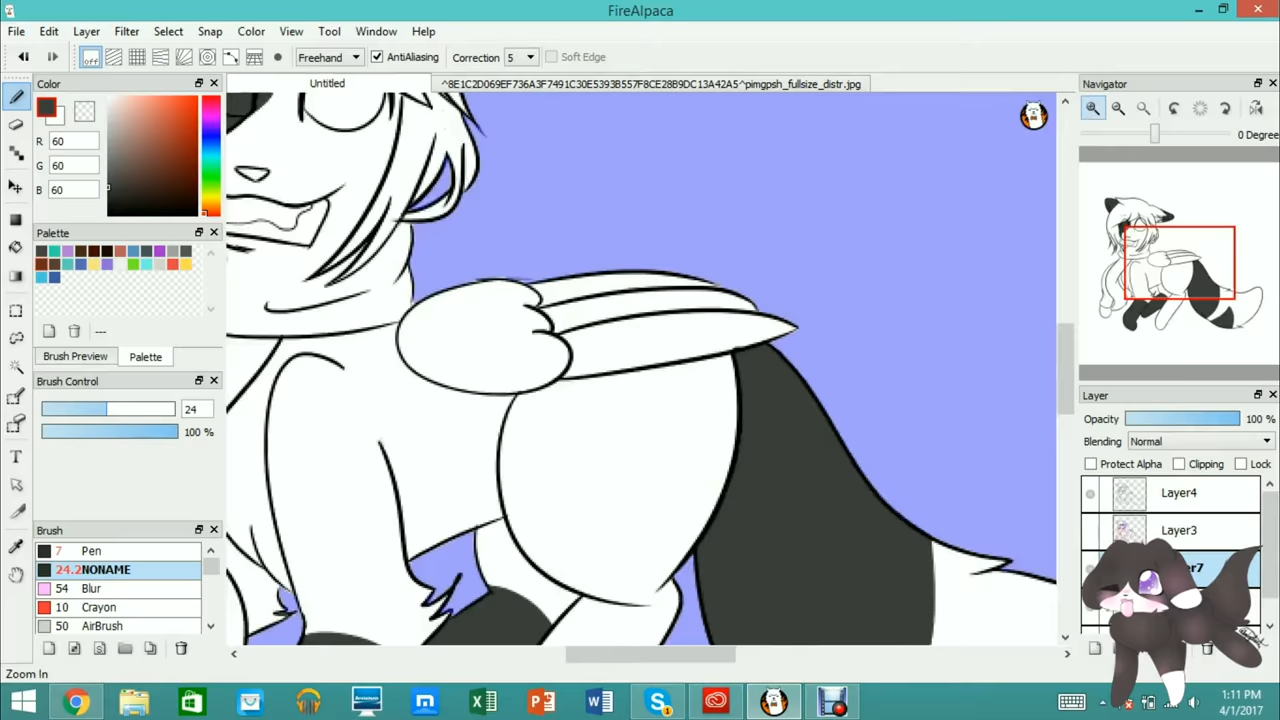 FireAlpaca
File Edit Layer Filter Select Snap Color View Tool Window Help
off Freehand AntiAliasing Correction 5 Soft Edge
Color
Untitled
^8E1C2D069EF736A3F7491C30E5393B557F8CE28B9DC13A42A5^pimgpsh_fullsize_distr.jpg
Navigator
0 Degree
R 60
G 60
B 60
Palette
---
Brush Preview Palette
Brush Control
24
100 %
Brush
7 Pen
24.2 NONAME
54 Blur
10 Crayon
50 AirBrush
Layer
Opacity 100 %
Blending Normal
Protect Alpha Clipping Lock
Layer4
Layer3
Zoom In
1:11 PM
4/1/2017